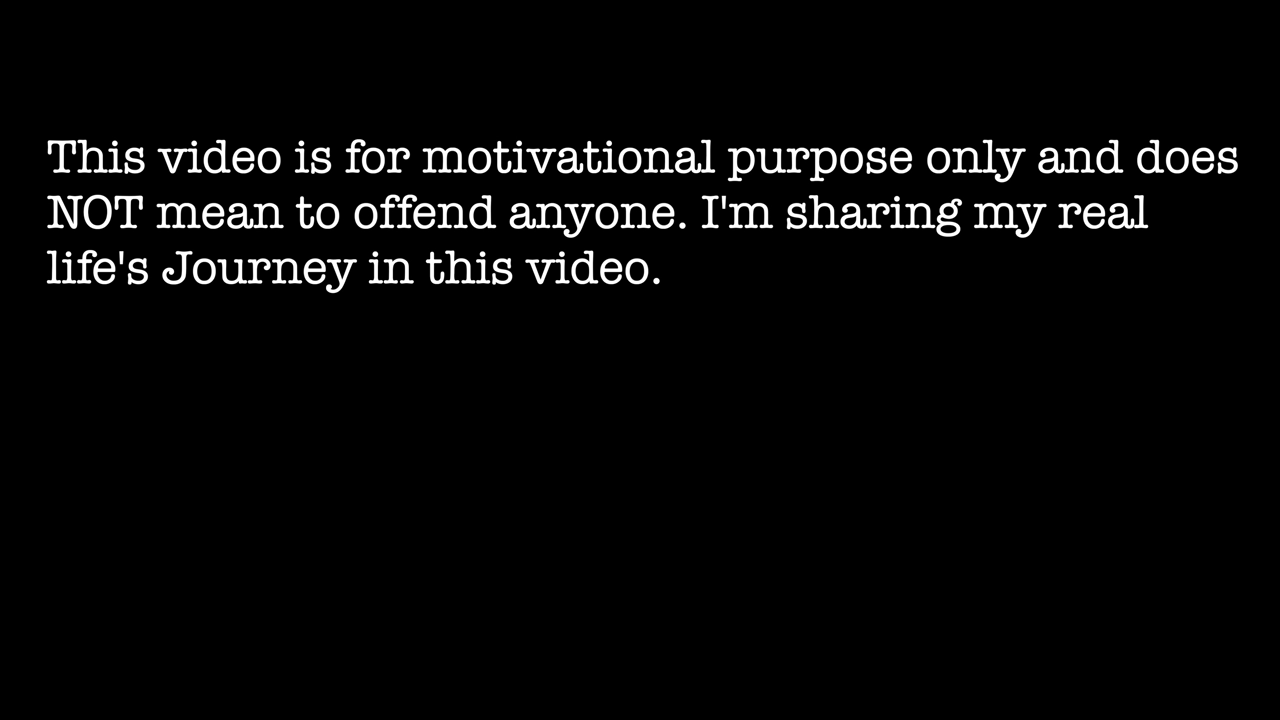 This video is for motivational purpose only and does
NOT mean to offend anyone. I'm sharing my real
life's Journey in this video.